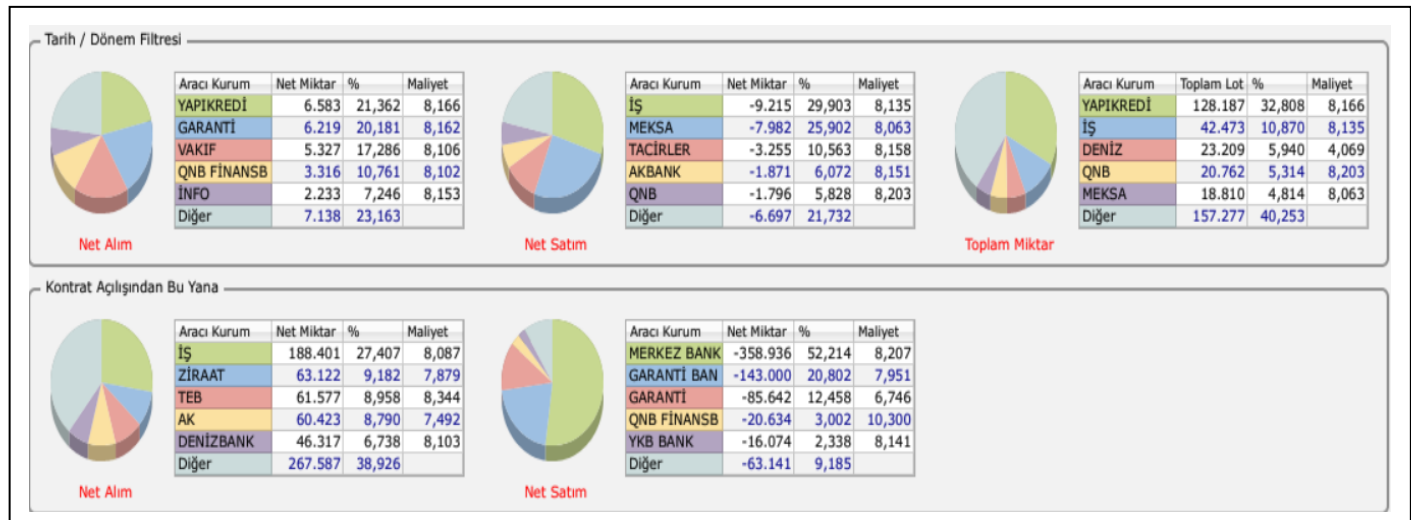 Tarih / Dönem Filtresi
Aracı Kurum Net Miktar % Maliyet
YAPIKREDİ 6.583 21,362 8,166
GARANTİ 6.219 20,181 8,162
VAKIF 5.327 17,286 8,106
QNB FİNANSB 3.316 10,761 8,102
İNFO 2.233 7,246 8,153
Diğer 7.138 23,163
Net Alım
Aracı Kurum Net Miktar % Maliyet
İŞ -9.215 29,903 8,135
MEKSA -7.982 25,902 8,063
TACİRLER -3.255 10,563 8,158
AKBANK -1.871 6,072 8,151
QNB -1.796 5,828 8,203
Diğer -6.697 21,732
Net Satım
Aracı Kurum Toplam Lot % Maliyet
YAPIKREDİ 128.187 32,808 8,166
İŞ 42.473 10,870 8,135
DENİZ 23.209 5,940 4,069
QNB 20.762 5,314 8,203
MEKSA 18.810 4,814 8,063
Diğer 157.277 40,253
Toplam Miktar
Kontrat Açılışından Bu Yana
Aracı Kurum Net Miktar % Maliyet
İŞ 188.401 27,407 8,087
ZİRAAT 63.122 9,182 7,879
TEB 61.577 8,958 8,344
AK 60.423 8,790 7,492
DENİZBANK 46.317 6,738 8,103
Diğer 267.587 38,926
Net Alım
Aracı Kurum Net Miktar % Maliyet
MERKEZ BANK -358.936 52,214 8,207
GARANTİ BAN -143.000 20,802 7,951
GARANTİ -85.642 12,458 6,746
QNB FİNANSB -20.634 3,002 10,300
YKB BANK -16.074 2,338 8,141
Diğer -63.141 9,185
Net Satım